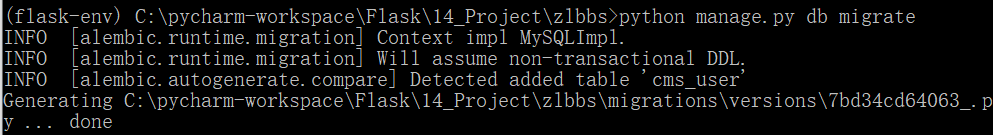 (flask-env) C:\pycharm-workspace\Flask\14_Project\zlbbs>python manage.py db migrate
INFO  [alembic.runtime.migration] Context impl MySQLImpl.
INFO  [alembic.runtime.migration] Will assume non-transactional DDL.
INFO  [alembic.autogenerate.compare] Detected added table 'cms_user'
Generating C:\pycharm-workspace\Flask\14_Project\zlbbs\migrations\versions\7bd34cd64063_.p
y ... done